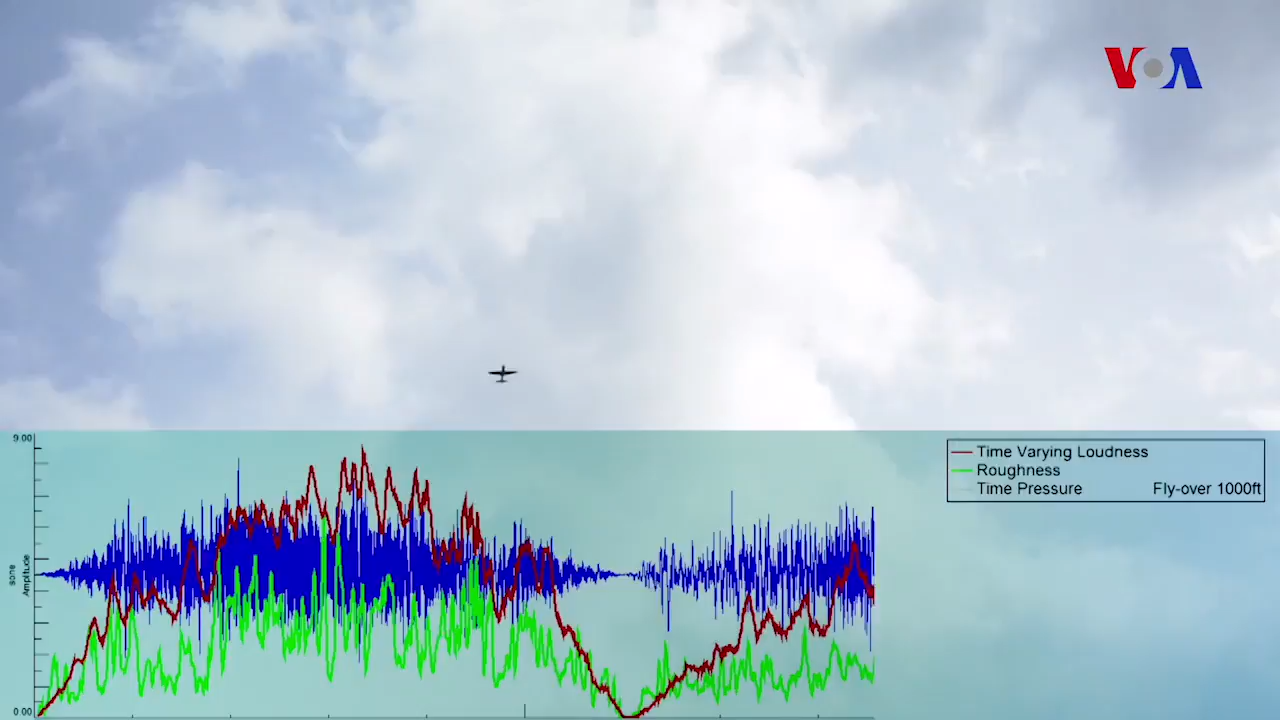 VOA
9.00
Time Varying Loudness
Roughness
Time Pressure Fly-over 1000ft
sone
Amplitude
0.00